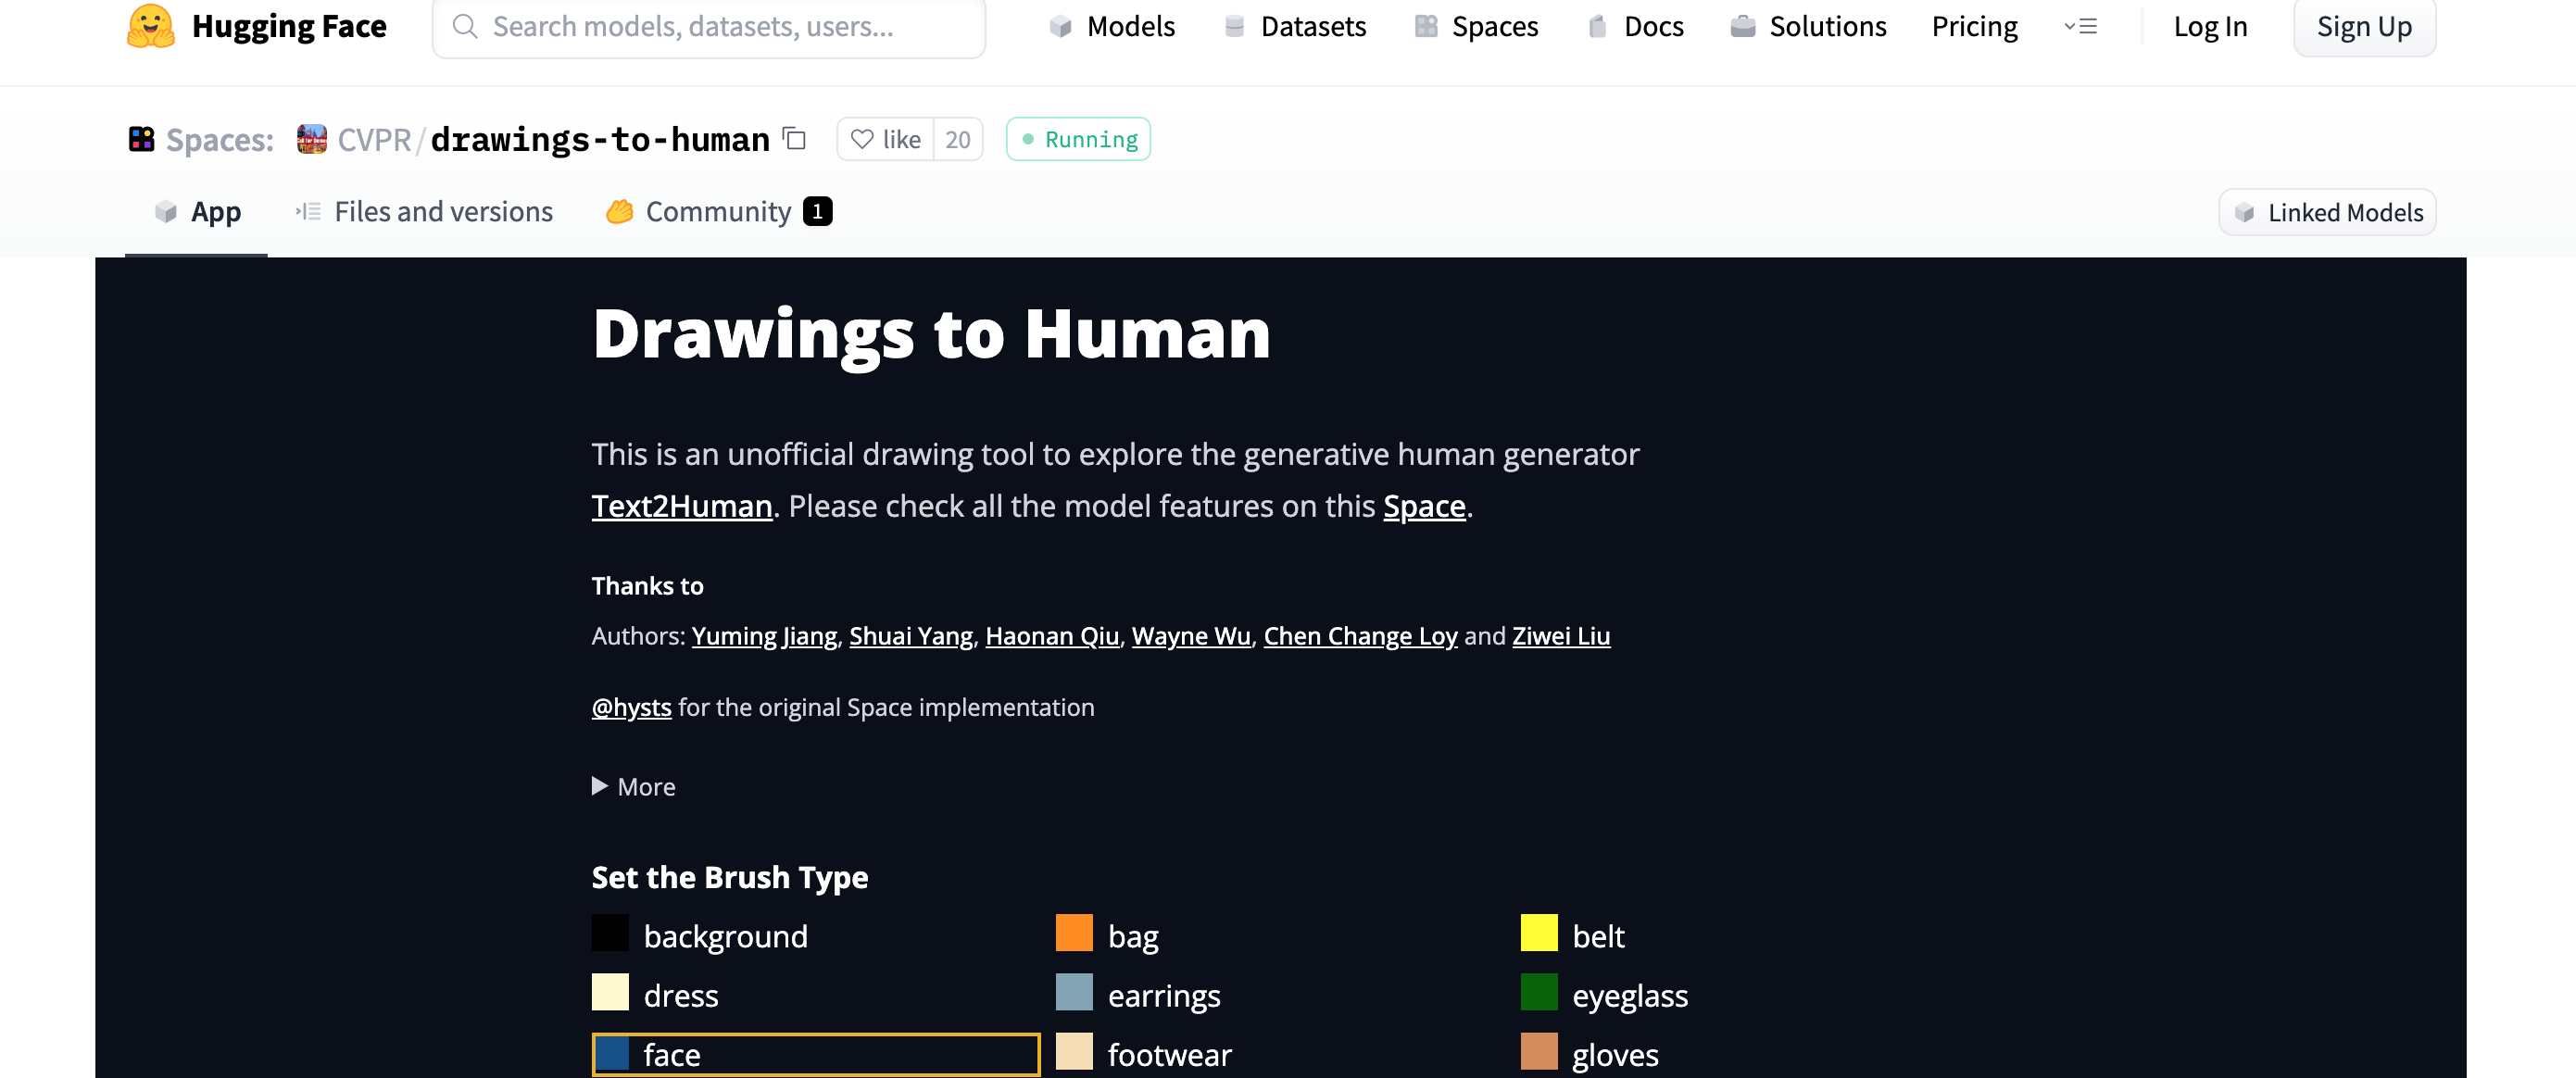 Hugging Face Search models, datasets, users... Models Datasets Spaces Docs Solutions Pricing Log In Sign Up
Spaces: CVPR/drawings-to-human like 20 Running
App Files and versions Community 1 Linked Models
Drawings to Human
This is an unofficial drawing tool to explore the generative human generator
Text2Human. Please check all the model features on this Space.
Thanks to
Authors: Yuming Jiang, Shuai Yang, Haonan Qiu, Wayne Wu, Chen Change Loy and Ziwei Liu
@hysts for the original Space implementation
More
Set the Brush Type
background bag belt
dress earrings eyeglass
face footwear gloves